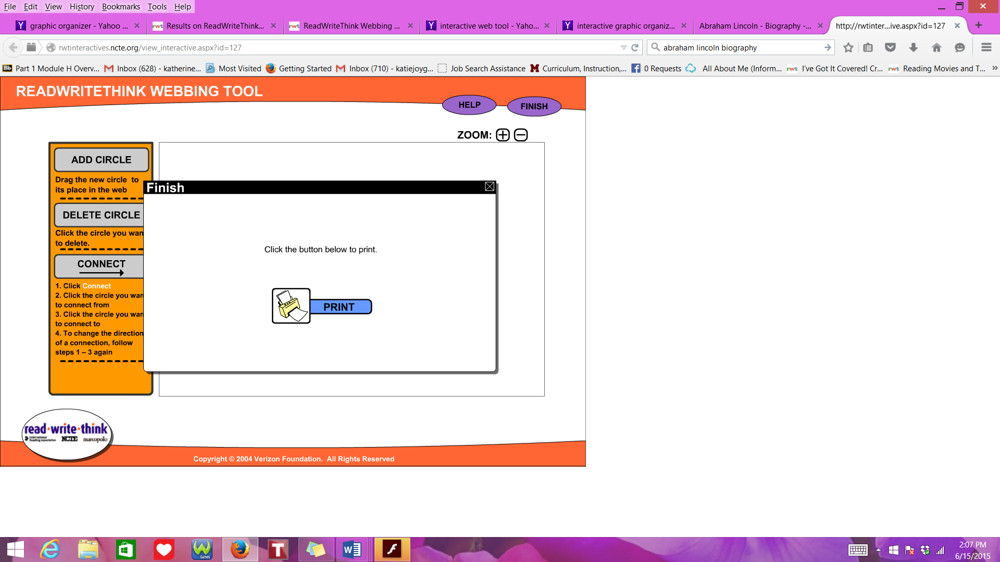 File Edit View History Bookmarks Tools Help
graphic organizer - Yahoo ... Results on ReadWriteThink... ReadWriteThink Webbing ... interactive web tool - Yaho... interactive graphic organiz... Abraham Lincoln - Biography -... http://rwtinter...ive.aspx?id=127
rwtinteractives.ncte.org/view_interactive.aspx?id=127 abraham lincoln biography
Bb Part 1 Module H Overv... Inbox (628) - katherine... Most Visited Getting Started Inbox (710) - katiejoyg... Job Search Assistance M Curriculum, Instruction,... 0 Requests All About Me (Inform... rwt I've Got It Covered! Cr... rwt Reading Movies and T... »
READWRITETHINK WEBBING TOOL
HELP FINISH
ZOOM:
ADD CIRCLE
Drag the new circle to
its place in the web
DELETE CIRCLE
Click the circle you wan
to delete.
CONNECT
1. Click Connect
2. Click the circle you wan
to connect from
3. Click the circle you wan
to connect to
4. To change the direction
of a connection, follow
steps 1 – 3 again
Finish
Click the button below to print.
PRINT
read•write•think
International
Reading Association NCTE marcopolo
Copyright © 2004 Verizon Foundation. All Rights Reserved
Games
2:07 PM
6/15/2015